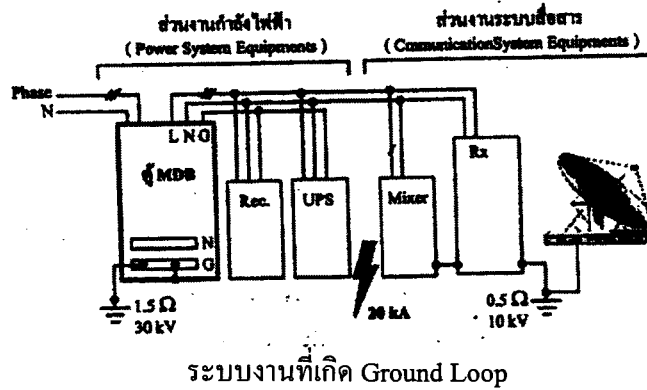 ส่วนงานกำลังไฟฟ้า
( Power System Equipments )
ส่วนงานระบบสื่อสาร
( CmmunicationSystem Equipments )
Phase
N
L N G
ตู้ MDB
Rec.
UPS
Mixer
Rx
N
G
1.5 Ω
30 kV
20 kA
0.5 Ω
10 kV
ระบบงานที่เกิด Ground Loop